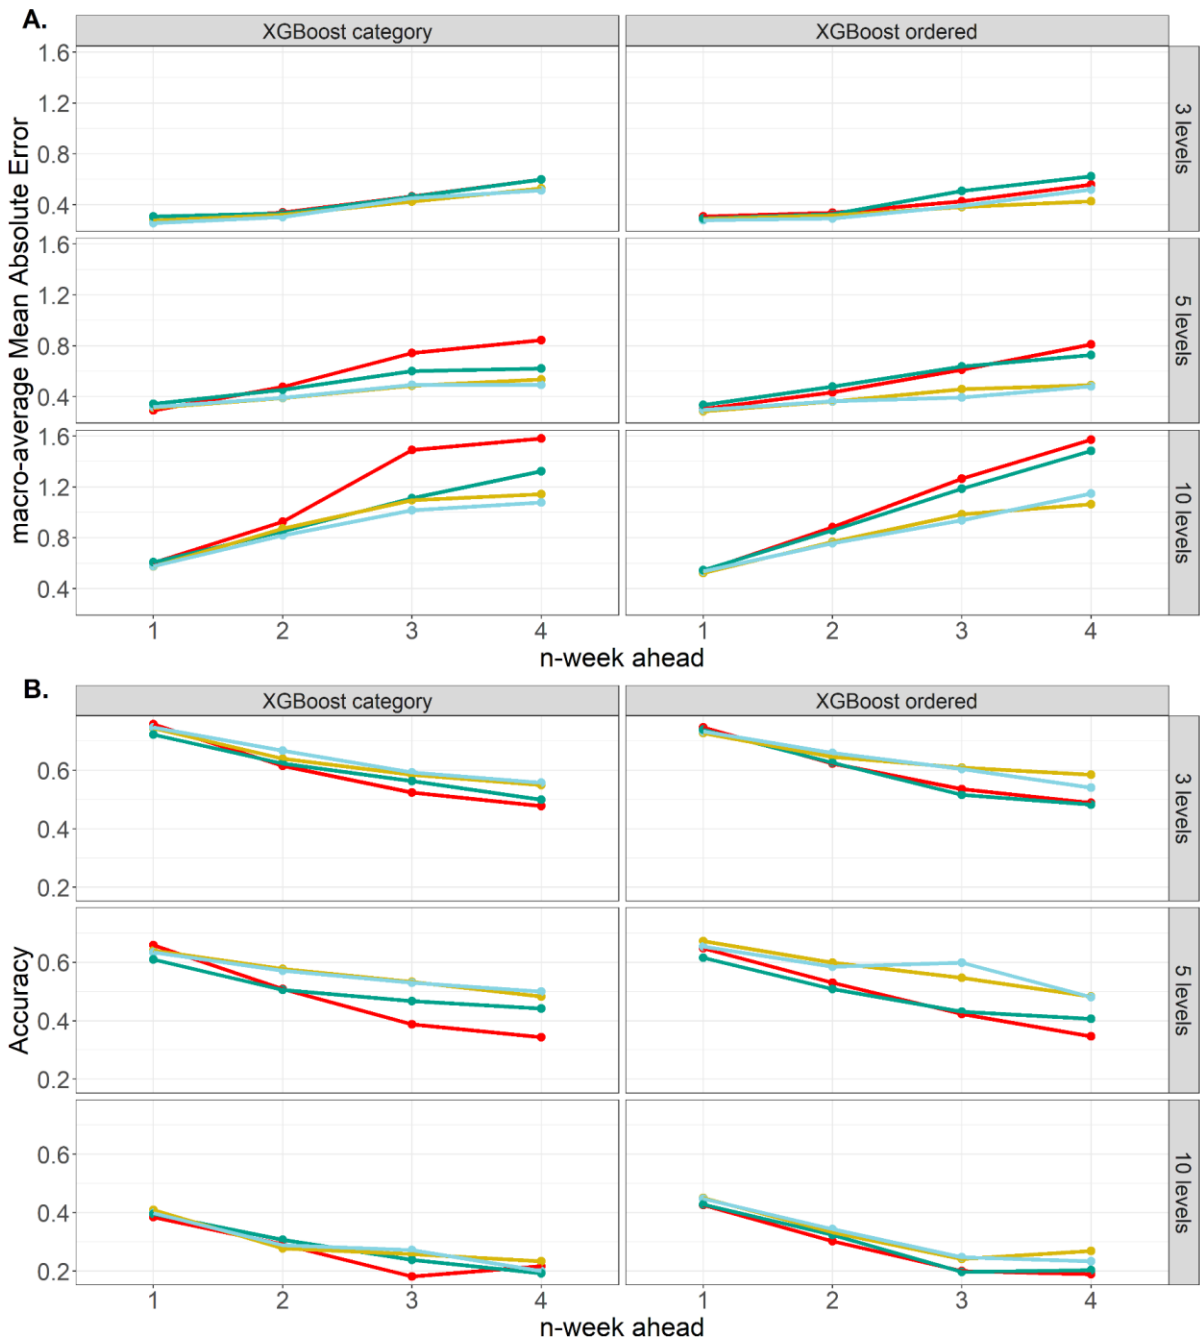 A.
XGBoost category
XGBoost ordered
macro-average Mean Absolute Error
1.6
1.2
0.8
0.4
3 levels
1.6
1.2
0.8
0.4
5 levels
1.6
1.2
0.8
0.4
10 levels
1 2 3 4
1 2 3 4
n-week ahead
B.
XGBoost category
XGBoost ordered
Accuracy
0.6
0.4
0.2
3 levels
0.6
0.4
0.2
5 levels
0.6
0.4
0.2
10 levels
1 2 3 4
1 2 3 4
n-week ahead